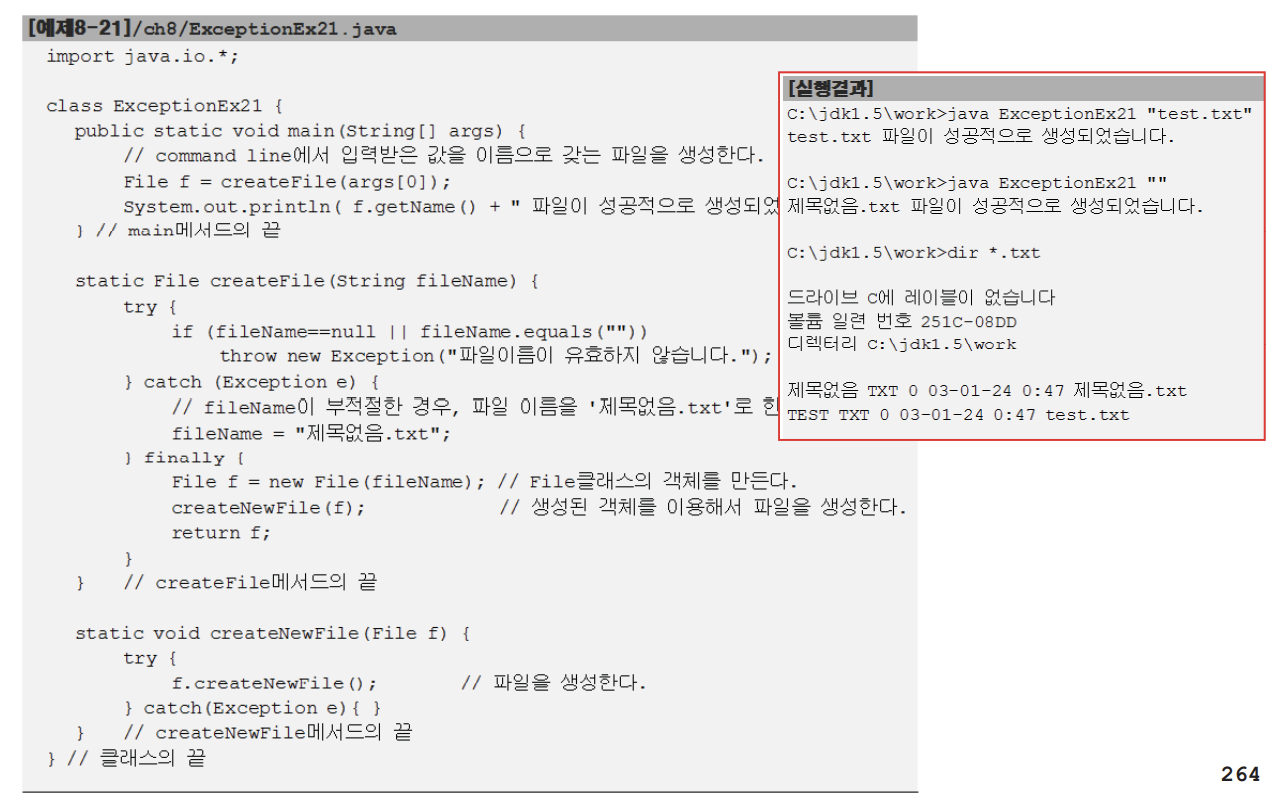 [예제8-21]/ch8/ExceptionEx21.java
import java.io.*;
class ExceptionEx21 {
public static void main(String[] args) {
// command line에서 입력받은 값을 이름으로 갖는 파일을 생성한다.
File f = createFile(args[0]);
System.out.println( f.getName() + " 파일이 성공적으로 생성되었
} // main메서드의 끝
static File createFile(String fileName) {
try {
if (fileName==null || fileName.equals(""))
throw new Exception("파일이름이 유효하지 않습니다.");
} catch (Exception e) {
// fileName이 부적절한 경우, 파일 이름을 '제목없음.txt'로 한
fileName = "제목없음.txt";
} finally {
File f = new File(fileName); // File클래스의 객체를 만든다.
createNewFile(f); // 생성된 객체를 이용해서 파일을 생성한다.
return f;
}
} // createFile메서드의 끝
static void createNewFile(File f) {
try {
f.createNewFile(); // 파일을 생성한다.
} catch(Exception e){ }
} // createNewFile메서드의 끝
} // 클래스의 끝
[실행결과]
C:\jdk1.5\work>java ExceptionEx21 "test.txt"
test.txt 파일이 성공적으로 생성되었습니다.
C:\jdk1.5\work>java ExceptionEx21 ""
제목없음.txt 파일이 성공적으로 생성되었습니다.
C:\jdk1.5\work>dir *.txt
드라이브 C에 레이블이 없습니다
볼륨 일련 번호 251C-08DD
디렉터리 C:\jdk1.5\work
제목없음 TXT 0 03-01-24 0:47 제목없음.txt
TEST TXT 0 03-01-24 0:47 test.txt
264